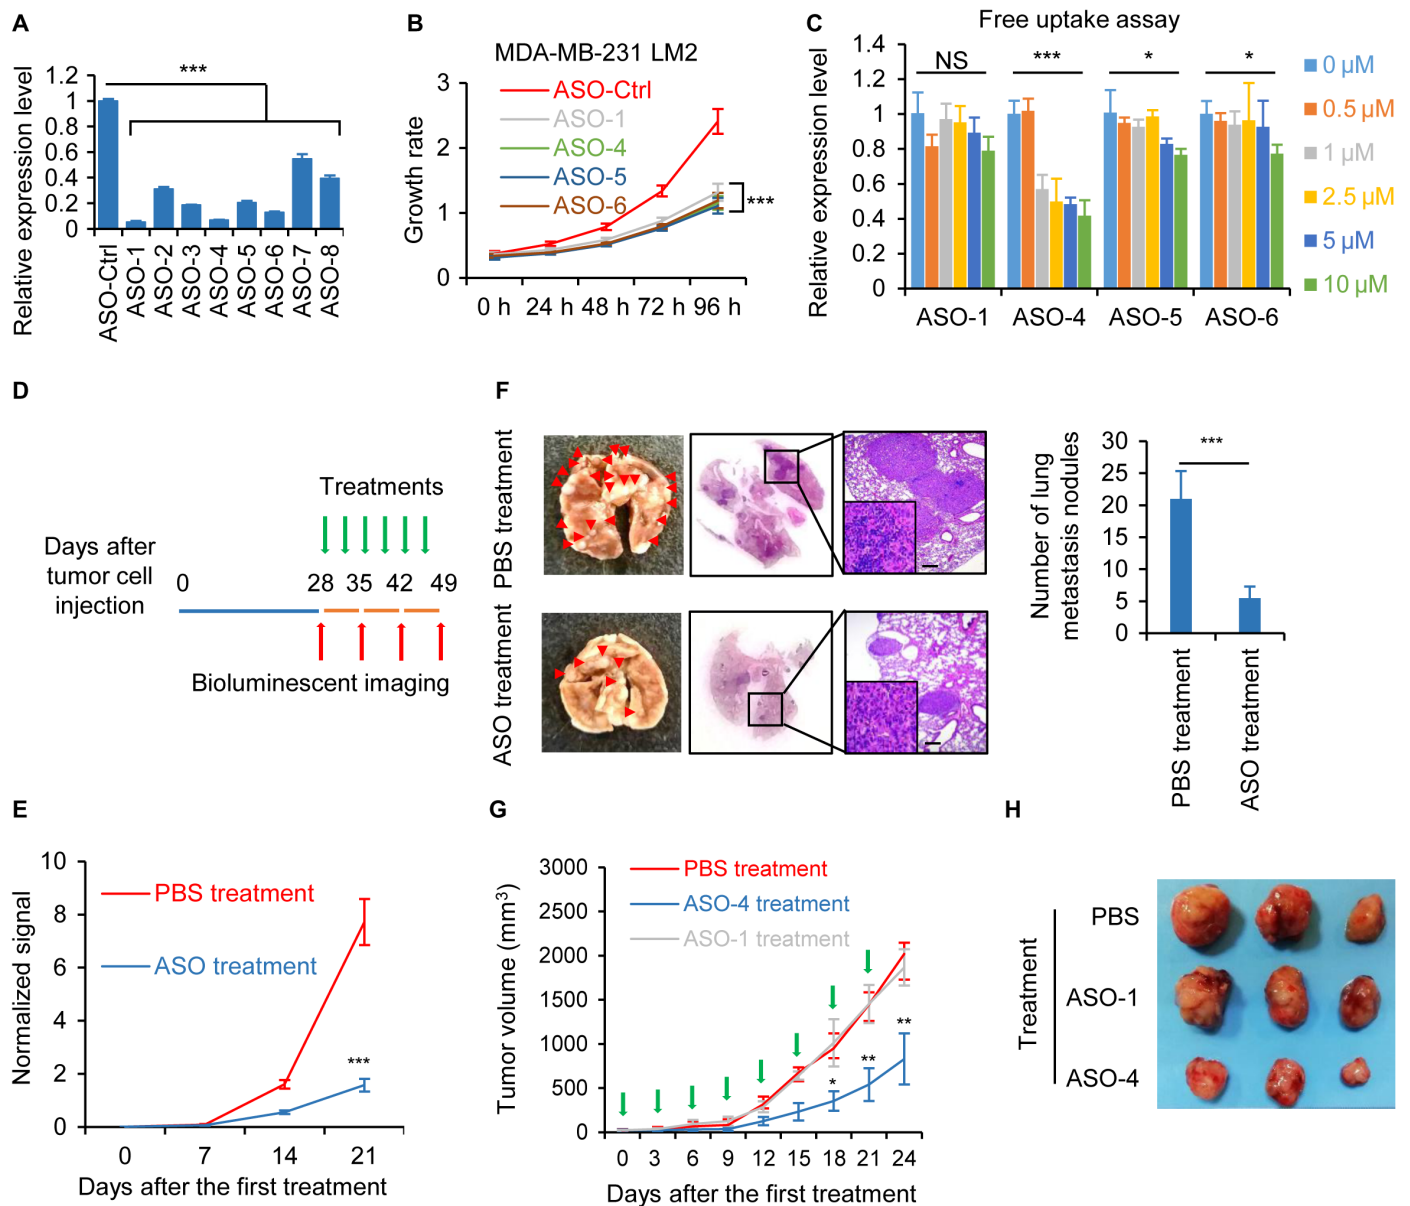 A
Relative expression level
1.2
1
0.8
0.6
0.4
0.2
0
***
ASO-Ctrl
ASO-1
ASO-2
ASO-3
ASO-4
ASO-5
ASO-6
ASO-7
ASO-8
B
MDA-MB-231 LM2
Growth rate
3
2
1
0
ASO-Ctrl
ASO-1
ASO-4
ASO-5
ASO-6
***
0 h 24 h 48 h 72 h 96 h
C
Free uptake assay
Relative expression level
1.4
1.2
1
0.8
0.6
0.4
0.2
0
NS *** * *
ASO-1 ASO-4 ASO-5 ASO-6
0 µM
0.5 µM
1 µM
2.5 µM
5 µM
10 µM
D
Treatments
Days after
tumor cell
injection
0 28 35 42 49
Bioluminescent imaging
F
PBS treatment
ASO treatment
Number of lung
metastasis nodules
30
25
20
15
10
5
0
***
PBS treatment
ASO treatment
E
Normalized signal
10
8
6
4
2
0
PBS treatment
ASO treatment
***
0 7 14 21
Days after the first treatment
G
Tumor volume (mm³)
3000
2500
2000
1500
1000
500
0
PBS treatment
ASO-4 treatment
ASO-1 treatment
* ** **
0 3 6 9 12 15 18 21 24
Days after the first treatment
H
Treatment
PBS
ASO-1
ASO-4